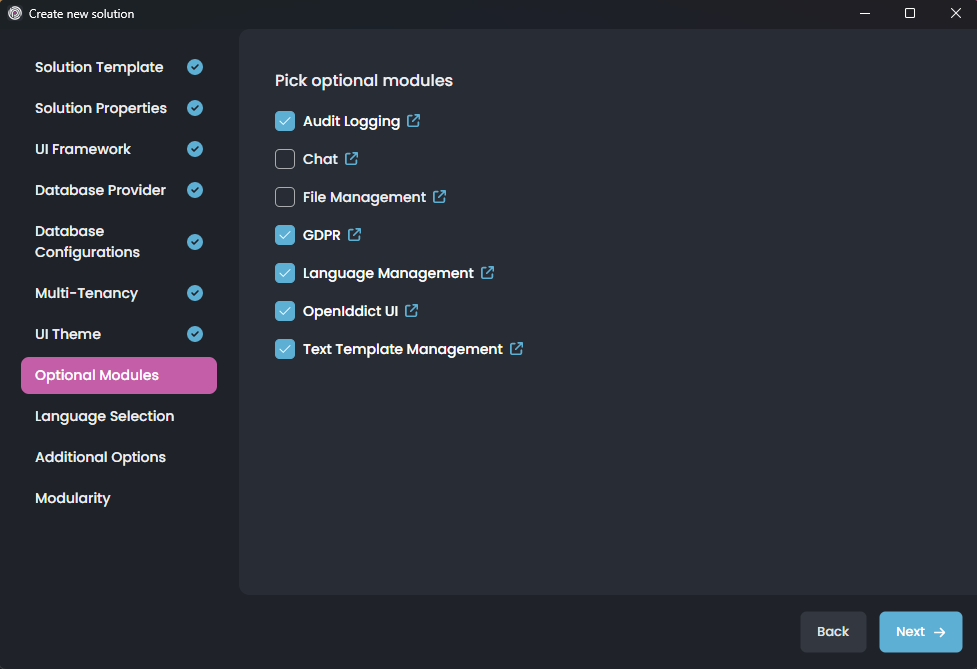 Create new solution
Solution Template
Solution Properties
UI Framework
Database Provider
Database
Configurations
Multi-Tenancy
UI Theme
Optional Modules
Language Selection
Additional Options
Modularity
Pick optional modules
Audit Logging
Chat
File Management
GDPR
Language Management
OpenIddict UI
Text Template Management
Back
Next